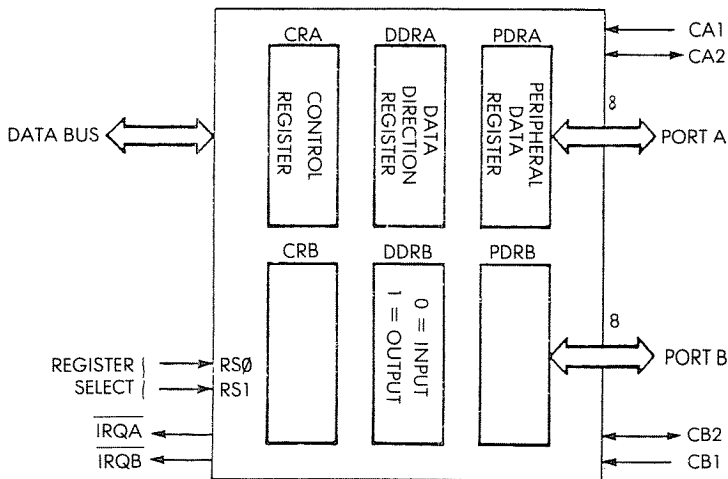 CRA
DDRA
PDRA
CA1
CA2
CONTROL
REGISTER
DATA
DIRECTION
REGISTER
PERIPHERAL
DATA
REGISTER
DATA BUS
8
PORT A
CRB
DDRB
PDRB
0 = INPUT
1 = OUTPUT
8
PORT B
REGISTER
SELECT
RSØ
RS1
IRQA
IRQB
CB2
CB1